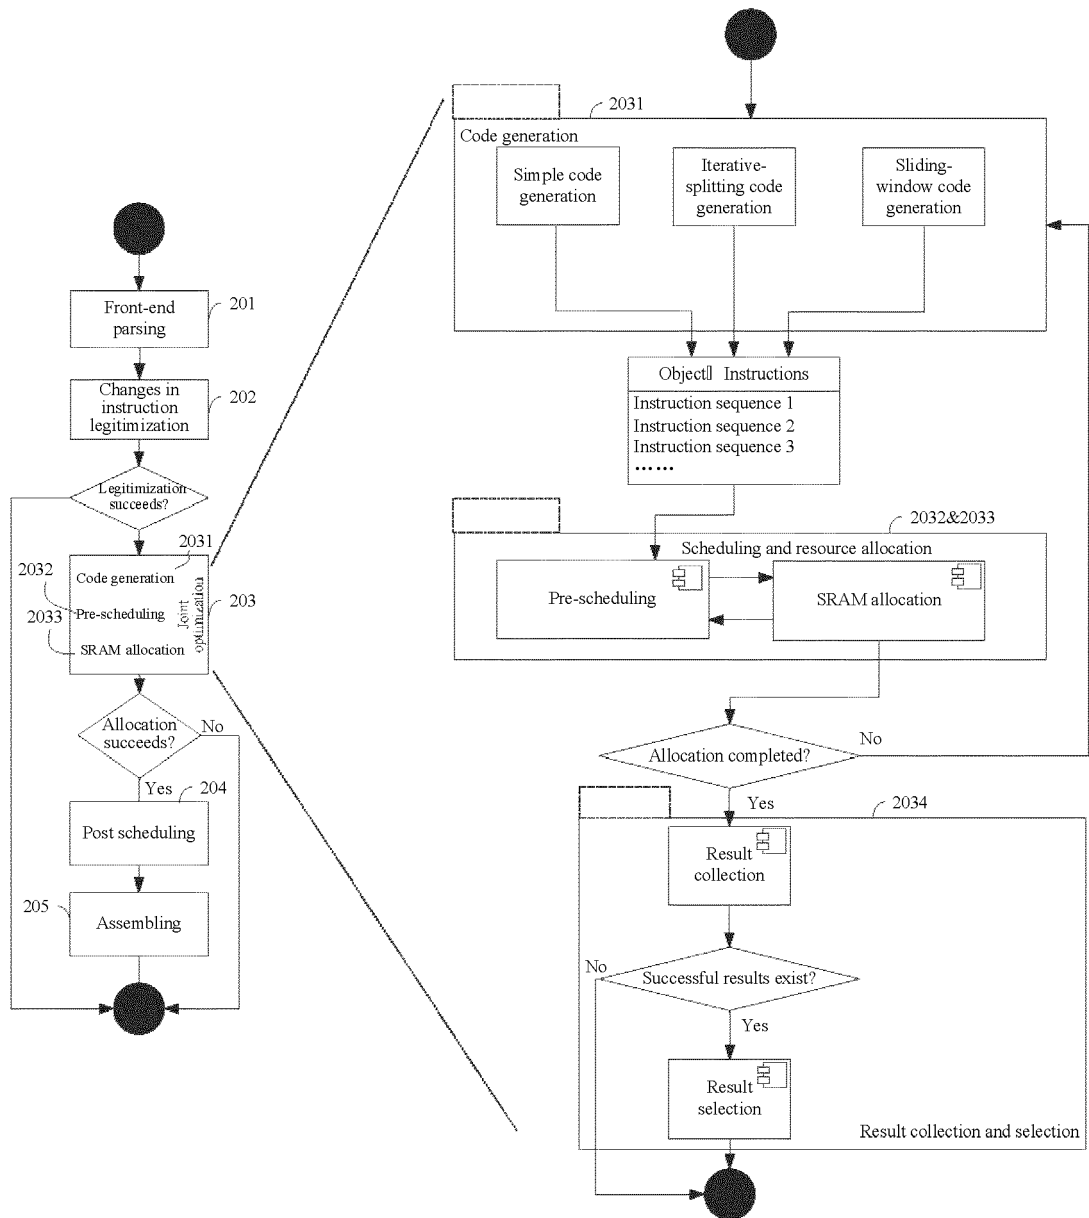 Front-end
parsing
201
Changes in
instruction
legitimization
202
Legitimization
succeeds?
2031
Code generation
2032
Pre-scheduling
2033
SRAM allocation
Joint
optimization
203
Allocation
succeeds?
No
Yes
204
Post scheduling
205
Assembling
2031
Code generation
Simple code
generation
Iterative-
splitting code
generation
Sliding-
window code
generation
Object Instructions
Instruction sequence 1
Instruction sequence 2
Instruction sequence 3
……
2032&2033
Scheduling and resource allocation
Pre-scheduling
SRAM allocation
Allocation completed?
No
Yes
2034
Result
collection
No
Successful results exist?
Yes
Result
selection
Result collection and selection